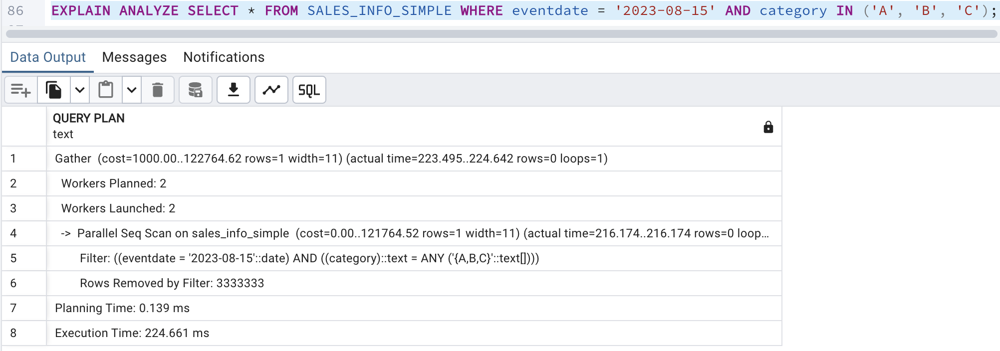 86 EXPLAIN ANALYZE SELECT * FROM SALES_INFO_SIMPLE WHERE eventdate = '2023-08-15' AND category IN ('A', 'B', 'C');
Data Output Messages Notifications
SQL
QUERY PLAN
text
1 Gather (cost=1000.00..122764.62 rows=1 width=11) (actual time=223.495..224.642 rows=0 loops=1)
2 Workers Planned: 2
3 Workers Launched: 2
4 -> Parallel Seq Scan on sales_info_simple (cost=0.00..121764.52 rows=1 width=11) (actual time=216.174..216.174 rows=0 loop...
5 Filter: ((eventdate = '2023-08-15'::date) AND ((category)::text = ANY ('{A,B,C}'::text[])))
6 Rows Removed by Filter: 3333333
7 Planning Time: 0.139 ms
8 Execution Time: 224.661 ms